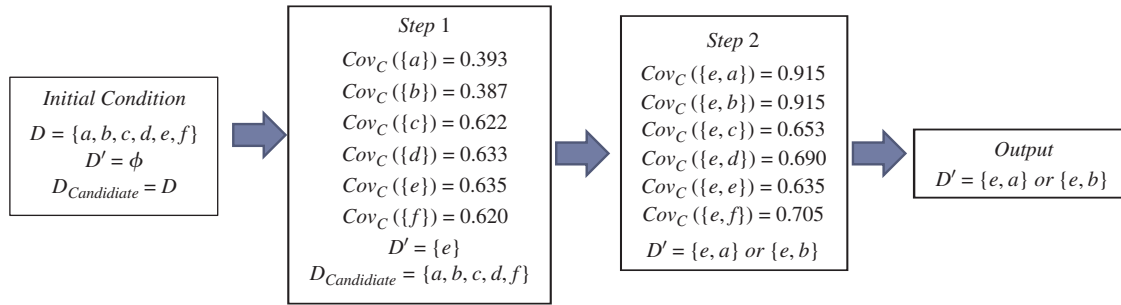 Initial Condition
D = {a, b, c, d, e, f}
D′ = ϕ
D_Candidiate = D
Step 1
Cov_C ({a}) = 0.393
Cov_C ({b}) = 0.387
Cov_C ({c}) = 0.622
Cov_C ({d}) = 0.633
Cov_C ({e}) = 0.635
Cov_C ({f}) = 0.620
D′ = {e}
D_Candidiate = {a, b, c, d, f}
Step 2
Cov_C ({e, a}) = 0.915
Cov_C ({e, b}) = 0.915
Cov_C ({e, c}) = 0.653
Cov_C ({e, d}) = 0.690
Cov_C ({e, e}) = 0.635
Cov_C ({e, f}) = 0.705
D′ = {e, a} or {e, b}
Output
D′ = {e, a} or {e, b}